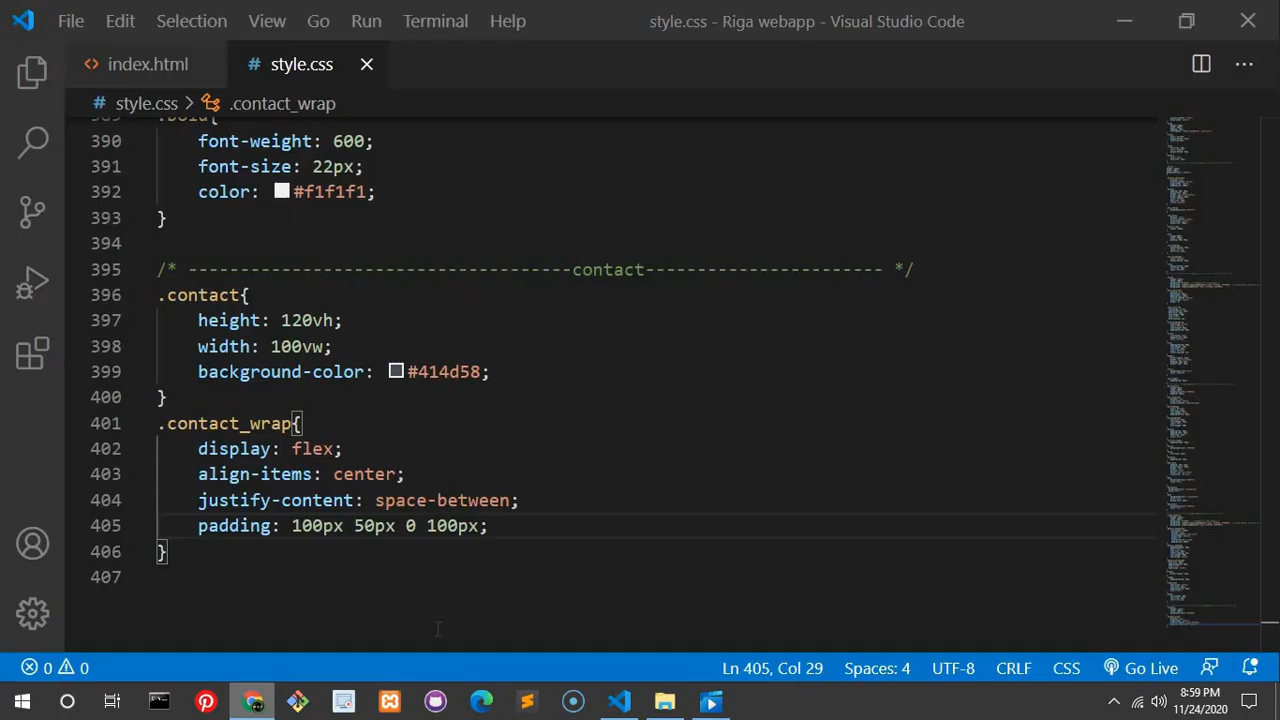 File Edit Selection View Go Run Terminal Help style.css - Riga webapp - Visual Studio Code
index.html style.css
# style.css > .contact_wrap
389 .bold{
390 font-weight: 600;
391 font-size: 22px;
392 color: #f1f1f1;
393 }
394
395 /* -------------------------------------contact----------------------- */
396 .contact{
397 height: 120vh;
398 width: 100vw;
399 background-color: #414d58;
400 }
401 .contact_wrap{
402 display: flex;
403 align-items: center;
404 justify-content: space-between;
405 padding: 100px 50px 0 100px;
406 }
407
0 0 Ln 405, Col 29 Spaces: 4 UTF-8 CRLF CSS Go Live
8:59 PM
11/24/2020